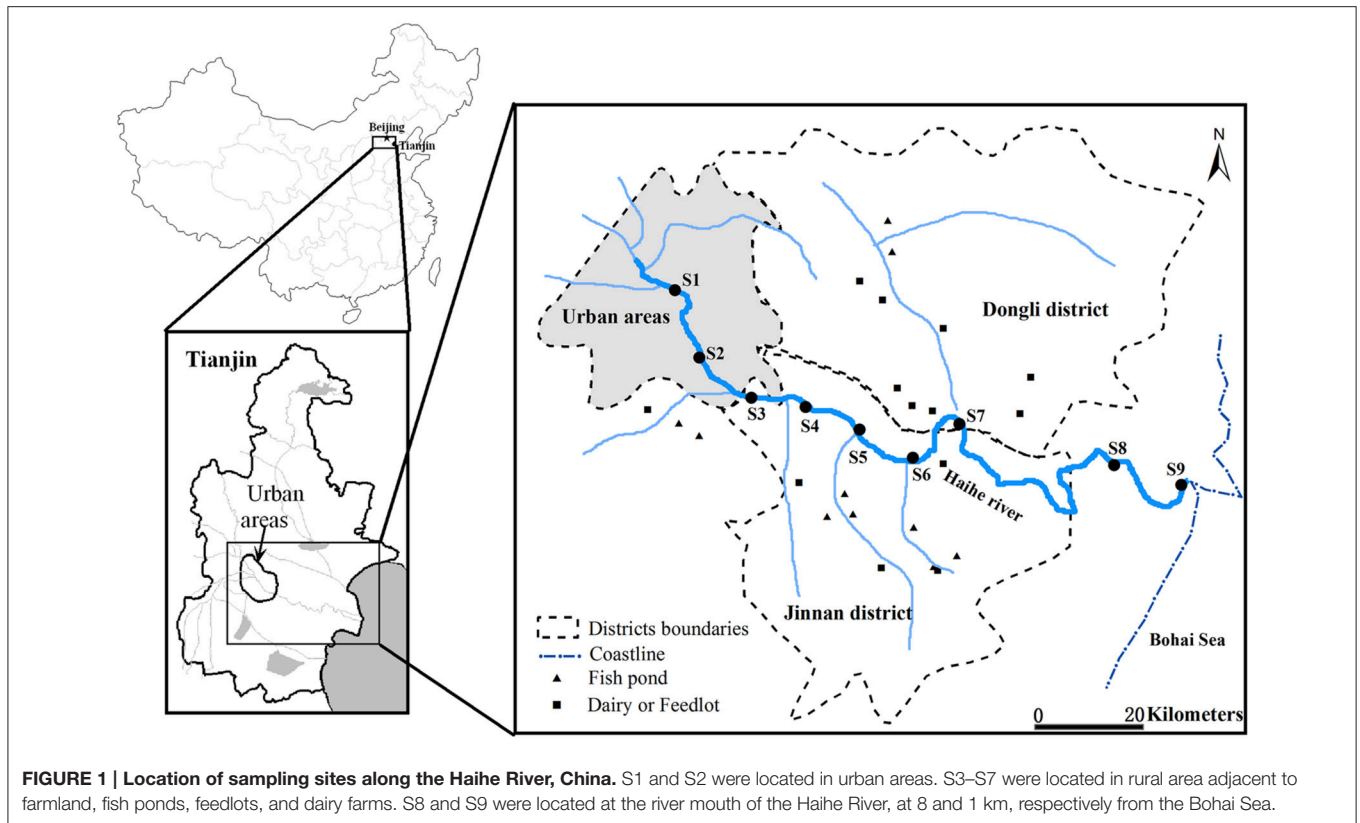 Beijing
Tianjin
Tianjin
Urban
areas
N
S1
Urban areas
S2
Dongli district
S3
S4
S5
S6
S7
S8
S9
Haihe river
Jinnan district
Bohai Sea
Districts boundaries
Coastline
Fish pond
Dairy or Feedlot
0 20 Kilometers
FIGURE 1 | Location of sampling sites along the Haihe River, China. S1 and S2 were located in urban areas. S3–S7 were located in rural area adjacent to
farmland, fish ponds, feedlots, and dairy farms. S8 and S9 were located at the river mouth of the Haihe River, at 8 and 1 km, respectively from the Bohai Sea.